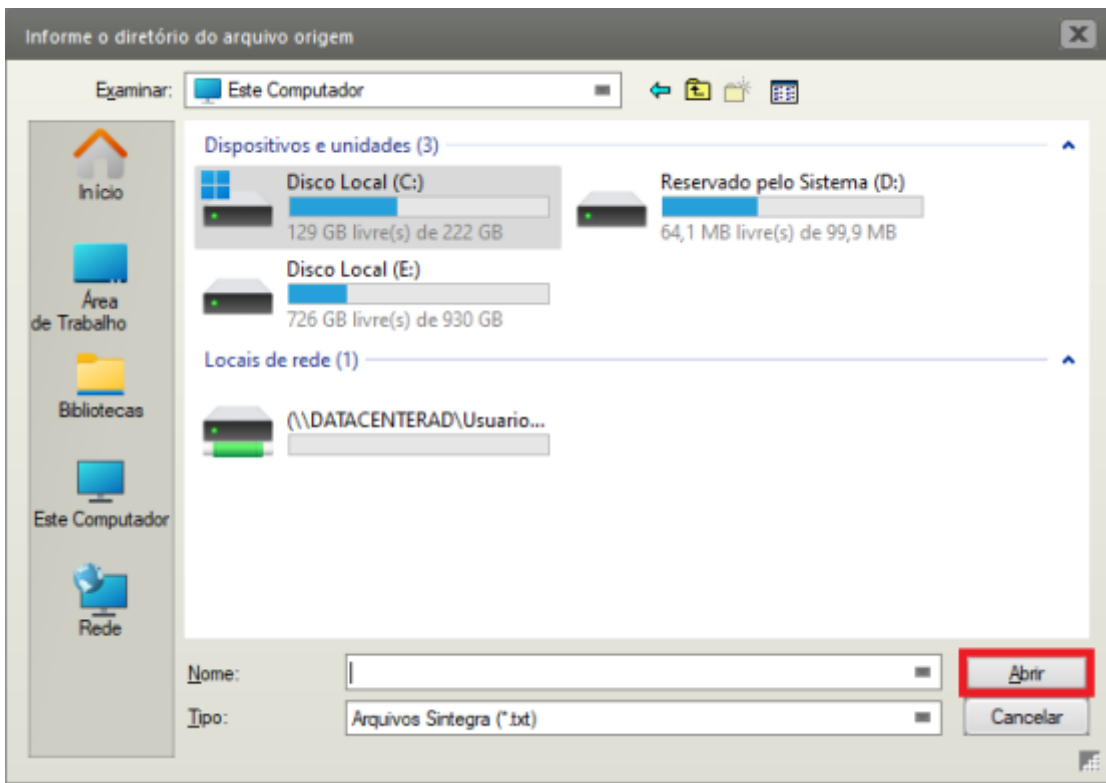 Informe o diretório do arquivo origem
Examinar: Este Computador
Dispositivos e unidades (3)
Disco Local (C:)
129 GB livre(s) de 222 GB
Reservado pelo Sistema (D:)
64,1 MB livre(s) de 99,9 MB
Disco Local (E:)
726 GB livre(s) de 930 GB
Locais de rede (1)
(\\DATACENTERAD\Usuario...
Início
Área
de Trabalho
Bibliotecas
Este Computador
Rede
Nome:
Abrir
Tipo: Arquivos Sintegra (*.txt)
Cancelar